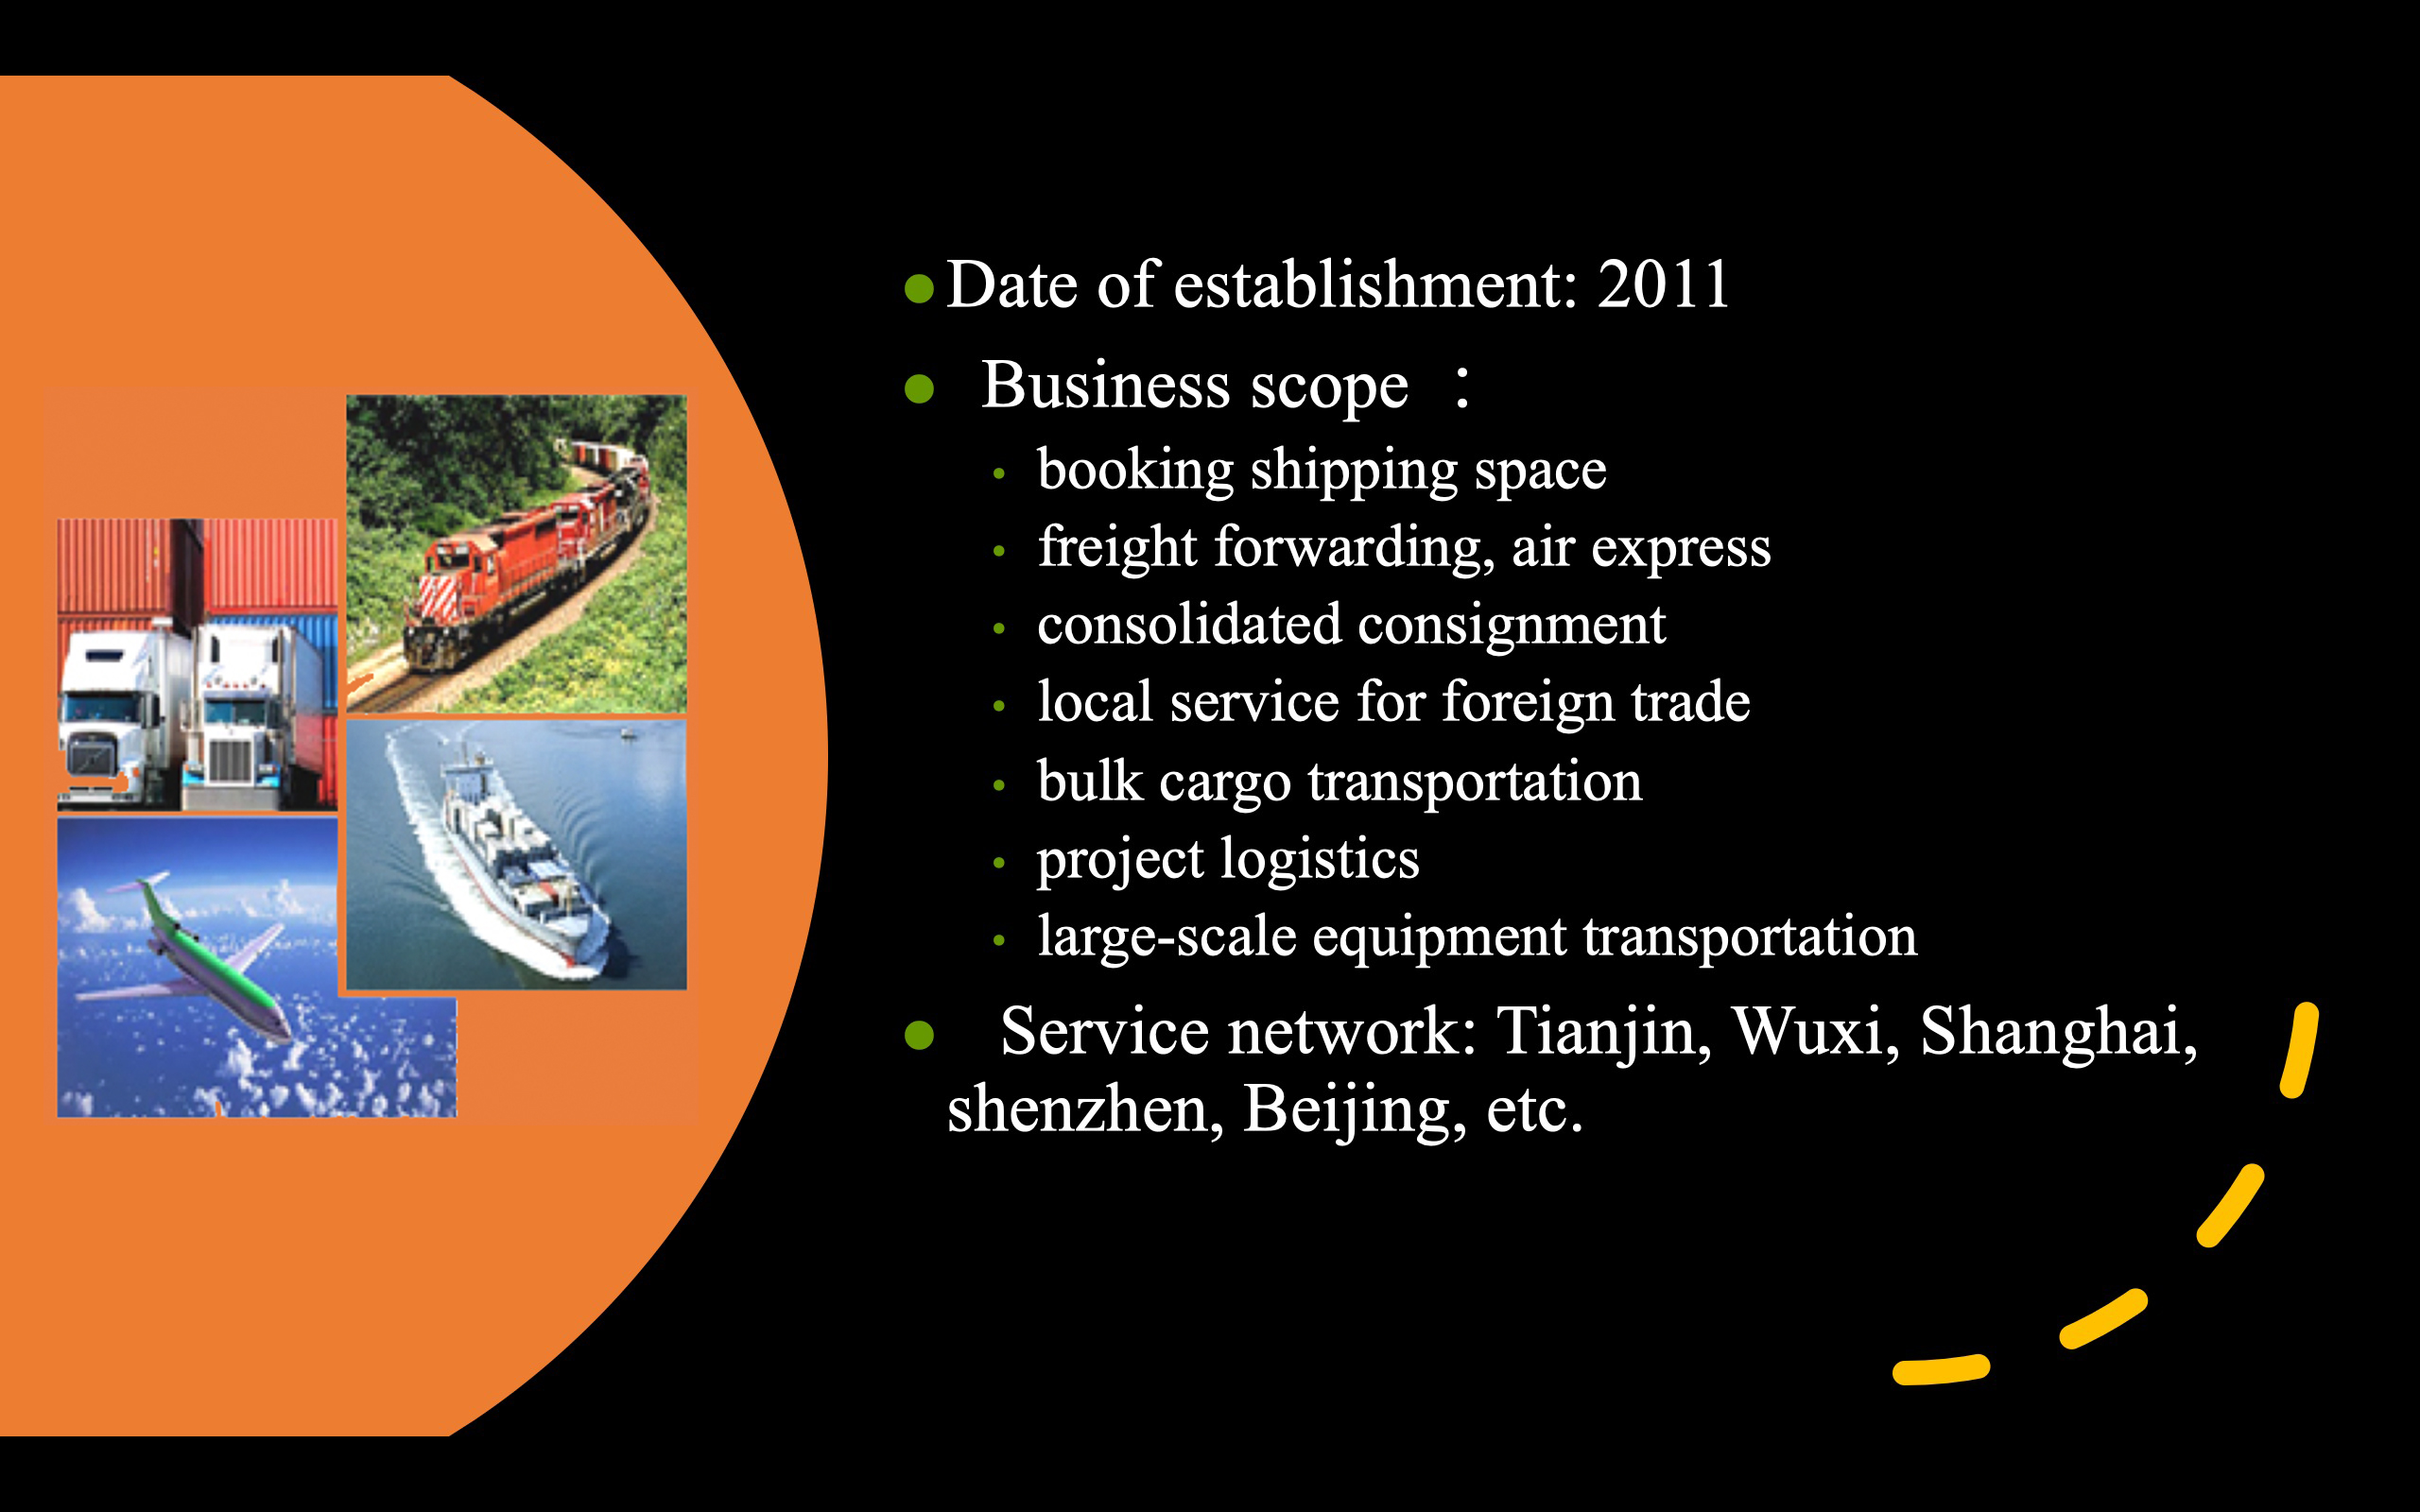 Date of establishment: 2011
Business scope ：
booking shipping space
freight forwarding, air express
consolidated consignment
local service for foreign trade
bulk cargo transportation
project logistics
large-scale equipment transportation
Service network: Tianjin, Wuxi, Shanghai,
shenzhen, Beijing, etc.